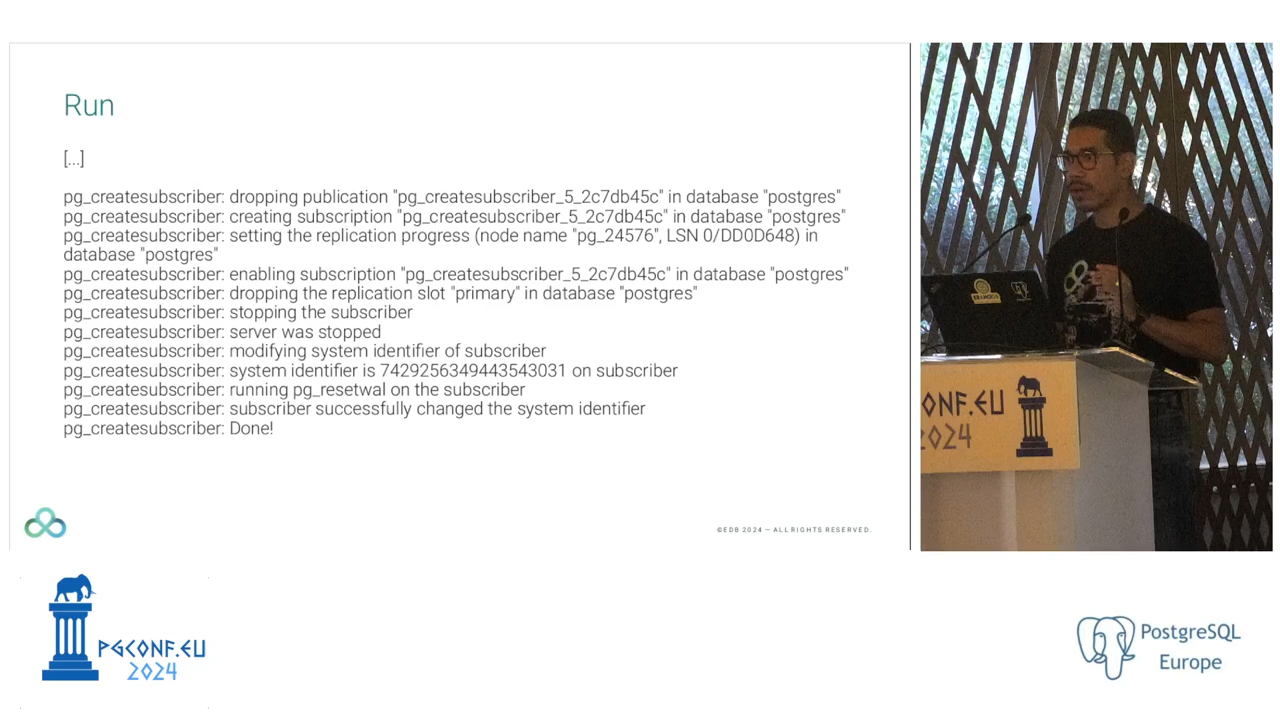 Run
[...]
pg_createsubscriber: dropping publication "pg_createsubscriber_5_2c7db45c" in database "postgres"
pg_createsubscriber: creating subscription "pg_createsubscriber_5_2c7db45c" in database "postgres"
pg_createsubscriber: setting the replication progress (node name "pg_24576", LSN 0/DD0D648) in
database "postgres"
pg_createsubscriber: enabling subscription "pg_createsubscriber_5_2c7db45c" in database "postgres"
pg_createsubscriber: dropping the replication slot "primary" in database "postgres"
pg_createsubscriber: stopping the subscriber
pg_createsubscriber: server was stopped
pg_createsubscriber: modifying system identifier of subscriber
pg_createsubscriber: system identifier is 7429256349443543031 on subscriber
pg_createsubscriber: running pg_resetwal on the subscriber
pg_createsubscriber: subscriber successfully changed the system identifier
pg_createsubscriber: Done!
©EDB 2024 — ALL RIGHTS RESERVED.
ONF.EU
2024
PGCONF.EU
2024
PostgreSQL
Europe